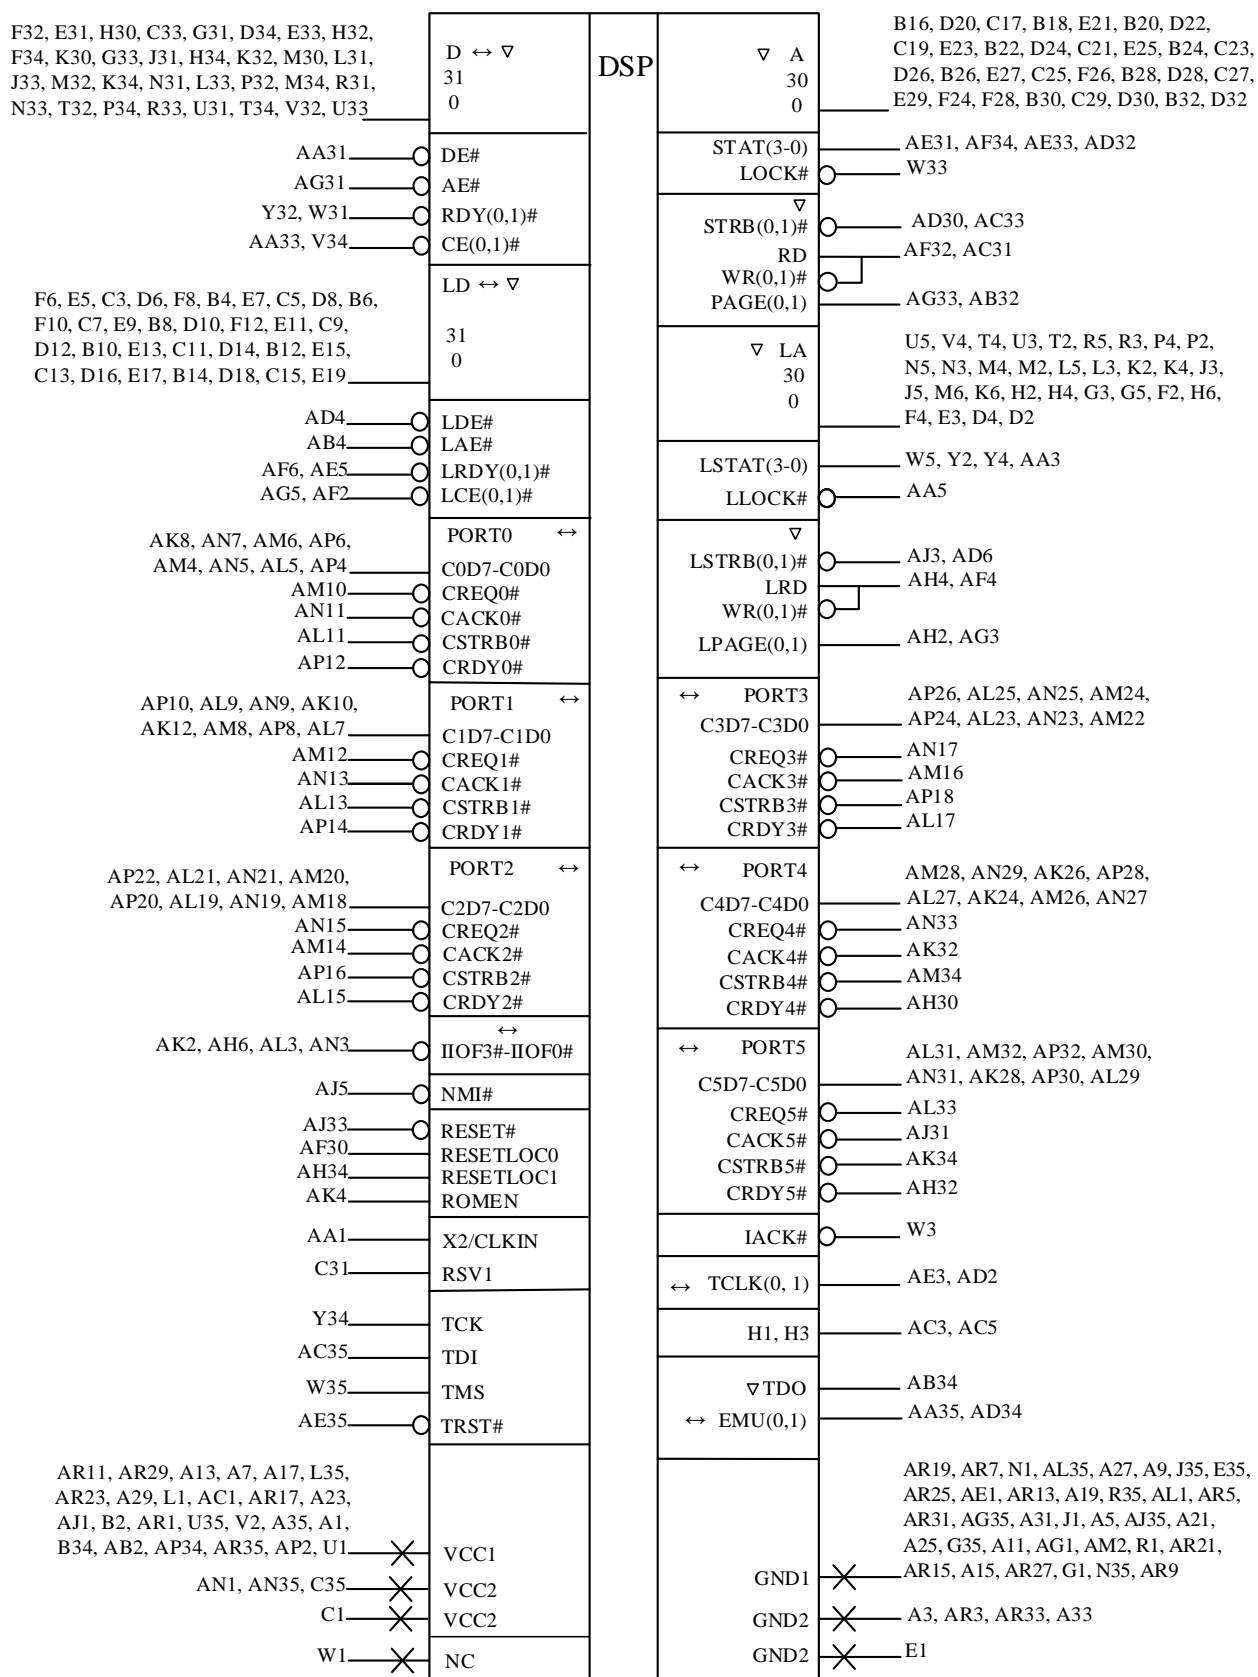 F32, E31, H30, C33, G31, D34, E33, H32,
F34, K30, G33, J31, H34, K32, M30, L31,
J33, M32, K34, N31, L33, P32, M34, R31,
N33, T32, P34, R33, U31, T34, V32, U33
D ↔ ∇
31
0
AA31 DE#
AG31 AE#
Y32, W31 RDY(0,1)#
AA33, V34 CE(0,1)#
LD ↔ ∇
F6, E5, C3, D6, F8, B4, E7, C5, D8, B6,
F10, C7, E9, B8, D10, F12, E11, C9,
D12, B10, E13, C11, D14, B12, E15,
C13, D16, E17, B14, D18, C15, E19
31
0
AD4 LDE#
AB4 LAE#
AF6, AE5 LRDY(0,1)#
AG5, AF2 LCE(0,1)#
PORT0 ↔
AK8, AN7, AM6, AP6,
AM4, AN5, AL5, AP4 C0D7-C0D0
AM10 CREQ0#
AN11 CACK0#
AL11 CSTRB0#
AP12 CRDY0#
PORT1 ↔
AP10, AL9, AN9, AK10,
AK12, AM8, AP8, AL7 C1D7-C1D0
AM12 CREQ1#
AN13 CACK1#
AL13 CSTRB1#
AP14 CRDY1#
PORT2 ↔
AP22, AL21, AN21, AM20,
AP20, AL19, AN19, AM18 C2D7-C2D0
AN15 CREQ2#
AM14 CACK2#
AP16 CSTRB2#
AL15 CRDY2#
↔
AK2, AH6, AL3, AN3 IIOF3#-IIOF0#
AJ5 NMI#
AJ33 RESET#
AF30 RESETLOC0
AH34 RESETLOC1
AK4 ROMEN
AA1 X2/CLKIN
C31 RSV1
Y34 TCK
AC35 TDI
W35 TMS
AE35 TRST#
AR11, AR29, A13, A7, A17, L35,
AR23, A29, L1, AC1, AR17, A23,
AJ1, B2, AR1, U35, V2, A35, A1,
B34, AB2, AP34, AR35, AP2, U1 VCC1
AN1, AN35, C35 VCC2
C1 VCC2
W1 NC
DSP
∇ A
30
0
B16, D20, C17, B18, E21, B20, D22,
C19, E23, B22, D24, C21, E25, B24, C23,
D26, B26, E27, C25, F26, B28, D28, C27,
E29, F24, F28, B30, C29, D30, B32, D32
STAT(3-0) AE31, AF34, AE33, AD32
LOCK# W33
∇
STRB(0,1)# AD30, AC33
RD AF32, AC31
WR(0,1)#
PAGE(0,1) AG33, AB32
∇ LA
30
0
U5, V4, T4, U3, T2, R5, R3, P4, P2,
N5, N3, M4, M2, L5, L3, K2, K4, J3,
J5, M6, K6, H2, H4, G3, G5, F2, H6,
F4, E3, D4, D2
LSTAT(3-0) W5, Y2, Y4, AA3
LLOCK# AA5
∇
LSTRB(0,1)# AJ3, AD6
LRD AH4, AF4
WR(0,1)#
LPAGE(0,1) AH2, AG3
↔ PORT3
AP26, AL25, AN25, AM24,
C3D7-C3D0 AP24, AL23, AN23, AM22
CREQ3# AN17
CACK3# AM16
CSTRB3# AP18
CRDY3# AL17
↔ PORT4
AM28, AN29, AK26, AP28,
C4D7-C4D0 AL27, AK24, AM26, AN27
CREQ4# AN33
CACK4# AK32
CSTRB4# AM34
CRDY4# AH30
↔ PORT5
AL31, AM32, AP32, AM30,
C5D7-C5D0 AN31, AK28, AP30, AL29
CREQ5# AL33
CACK5# AJ31
CSTRB5# AK34
CRDY5# AH32
IACK# W3
↔ TCLK(0, 1) AE3, AD2
H1, H3 AC3, AC5
∇ TDO AB34
↔ EMU(0,1) AA35, AD34
AR19, AR7, N1, AL35, A27, A9, J35, E35,
AR25, AE1, AR13, A19, R35, AL1, AR5,
AR31, AG35, A31, J1, A5, AJ35, A21,
A25, G35, A11, AG1, AM2, R1, AR21,
GND1 AR15, A15, AR27, G1, N35, AR9
GND2 A3, AR3, AR33, A33
GND2 E1